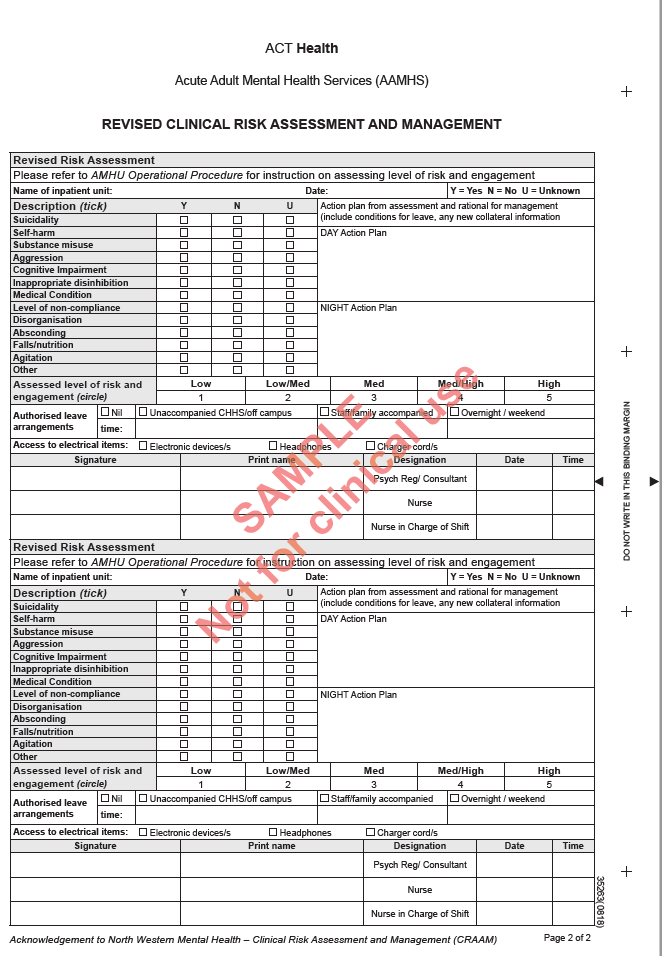 ACT Health
Acute Adult Mental Health Services (AAMHS)
REVISED CLINICAL RISK ASSESSMENT AND MANAGEMENT
Revised Risk Assessment
Please refer to AMHU Operational Procedure for instruction on assessing level of risk and engagement
Name of inpatient unit: Date: Y = Yes N = No U = Unknown
Description (tick) Y N U Action plan from assessment and rational for management
(include conditions for leave, any new collateral information
Suicidality
Self-harm DAY Action Plan
Substance misuse
Aggression
Cognitive Impairment
Inappropriate disinhibition
Medical Condition
Level of non-compliance NIGHT Action Plan
Disorganisation
Absconding
Falls/nutrition
Agitation
Other
Assessed level of risk and Low Low/Med Med Med/High High
engagement (circle) 1 2 3 4 5
Authorised leave Nil Unaccompanied CHHS/off campus Staff/family accompanied Overnight / weekend
arrangements time:
Access to electrical items: Electronic devices/s Headphones Charger cord/s
Signature Print name Designation Date Time
Psych Reg/ Consultant
Nurse
Nurse in Charge of Shift
Revised Risk Assessment
Please refer to AMHU Operational Procedure for instruction on assessing level of risk and engagement
Name of inpatient unit: Date: Y = Yes N = No U = Unknown
Description (tick) Y N U Action plan from assessment and rational for management
(include conditions for leave, any new collateral information
Suicidality
Self-harm DAY Action Plan
Substance misuse
Aggression
Cognitive Impairment
Inappropriate disinhibition
Medical Condition
Level of non-compliance NIGHT Action Plan
Disorganisation
Absconding
Falls/nutrition
Agitation
Other
Assessed level of risk and Low Low/Med Med Med/High High
engagement (circle) 1 2 3 4 5
Authorised leave Nil Unaccompanied CHHS/off campus Staff/family accompanied Overnight / weekend
arrangements time:
Access to electrical items: Electronic devices/s Headphones Charger cord/s
Signature Print name Designation Date Time
Psych Reg/ Consultant
Nurse
Nurse in Charge of Shift
Acknowledgement to North Western Mental Health – Clinical Risk Assessment and Management (CRAAM) Page 2 of 2
SAMPLE
Not for clinical use
DO NOT WRITE IN THIS BINDING MARGIN
35263(0818)